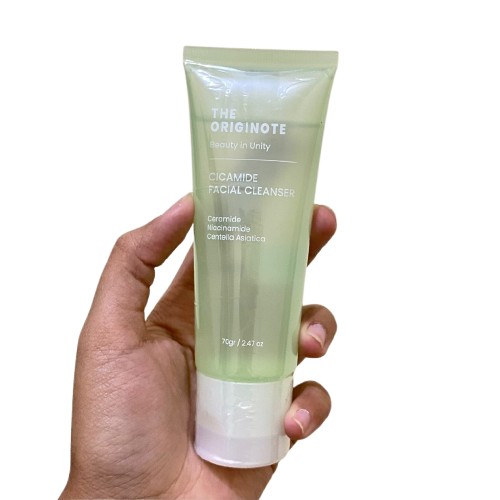 THE
ORIGINOTE
Beauty in Unity
CICAMIDE
FACIAL CLEANSER
Ceramide
Niacinamide
Centella Asiatica
70gr / 2.47 oz